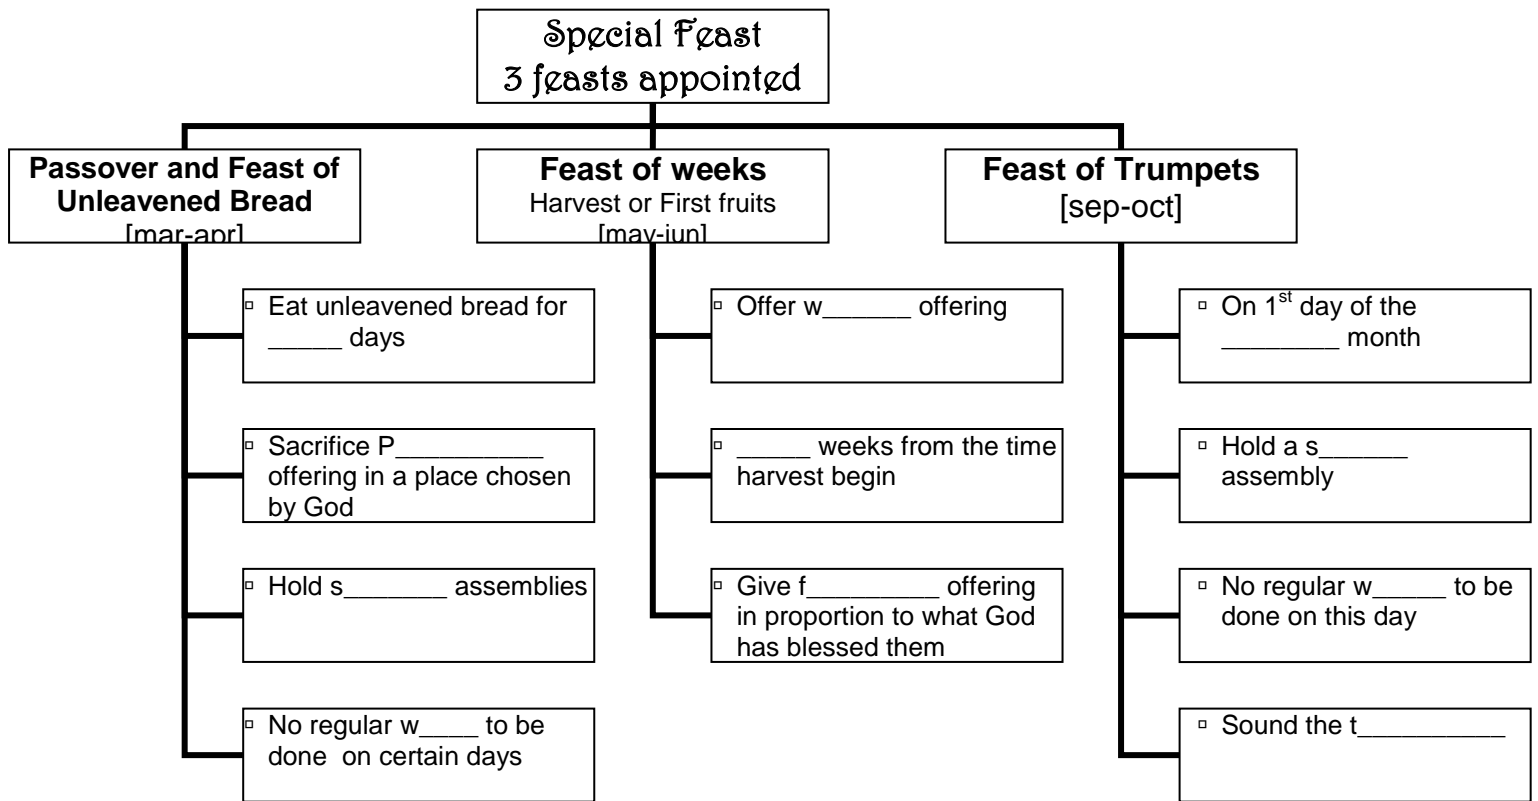 Special Feast
3 feasts appointed
Passover and Feast of
Unleavened Bread
[mar-apr]
Feast of weeks
Harvest or First fruits
[may-jun]
Feast of Trumpets
[sep-oct]
▫ Eat unleavened bread for
_____ days
▫ Sacrifice P__________
offering in a place chosen
by God
▫ Hold s_______ assemblies
▫ No regular w____ to be
done on certain days
▫ Offer w______ offering
▫ _____ weeks from the time
harvest begin
▫ Give f_________ offering
in proportion to what God
has blessed them
▫ On 1st day of the
________ month
▫ Hold a s______
assembly
▫ No regular w_____ to be
done on this day
▫ Sound the t__________